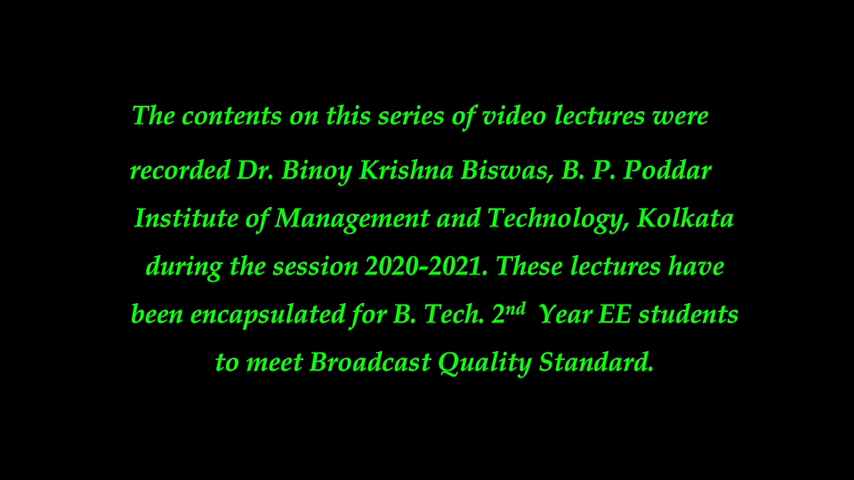 The contents on this series of video lectures were
recorded Dr. Binoy Krishna Biswas, B. P. Poddar
Institute of Management and Technology, Kolkata
during the session 2020-2021. These lectures have
been encapsulated for B. Tech. 2nd Year EE students
to meet Broadcast Quality Standard.